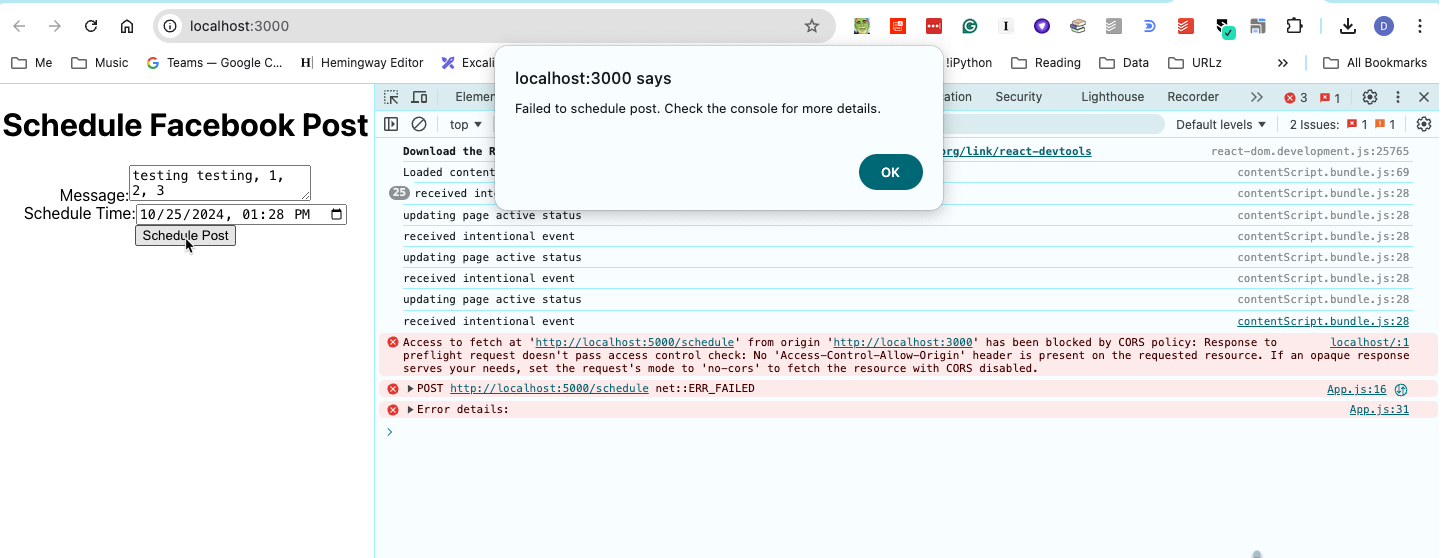 localhost:3000
D
Me Music Teams — Google C... Hemingway Editor Excali !iPython Reading Data URLz » All Bookmarks
localhost:3000 says
Failed to schedule post. Check the console for more details.
OK
Schedule Facebook Post
Message: testing testing, 1,
2, 3
Schedule Time: 10/25/2024, 01:28 PM
Schedule Post
Elemen ation Security Lighthouse Recorder 3 1
top Default levels 2 Issues: 1 1
Download the R org/link/react-devtools react-dom.development.js:25765
Loaded content contentScript.bundle.js:69
25 received int contentScript.bundle.js:28
updating page active status contentScript.bundle.js:28
received intentional event contentScript.bundle.js:28
updating page active status contentScript.bundle.js:28
received intentional event contentScript.bundle.js:28
updating page active status contentScript.bundle.js:28
received intentional event contentScript.bundle.js:28
Access to fetch at 'http://localhost:5000/schedule' from origin 'http://localhost:3000' has been blocked by CORS policy: Response to localhost/:1
preflight request doesn't pass access control check: No 'Access-Control-Allow-Origin' header is present on the requested resource. If an opaque response
serves your needs, set the request's mode to 'no-cors' to fetch the resource with CORS disabled.
POST http://localhost:5000/schedule net::ERR_FAILED App.js:16
Error details: App.js:31